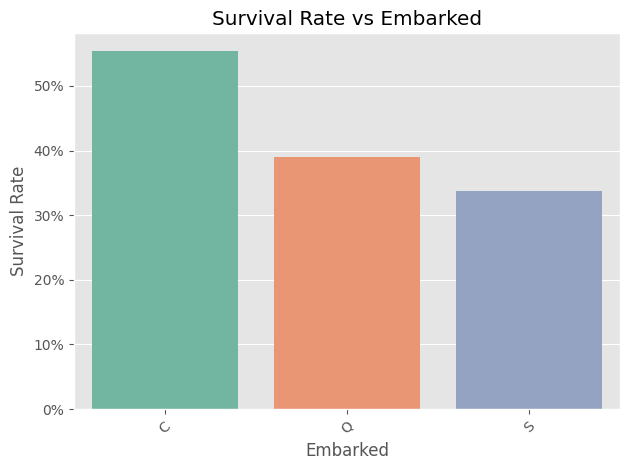 Survival Rate vs Embarked
Survival Rate
50%
40%
30%
20%
10%
0%
C
Q
S
Embarked